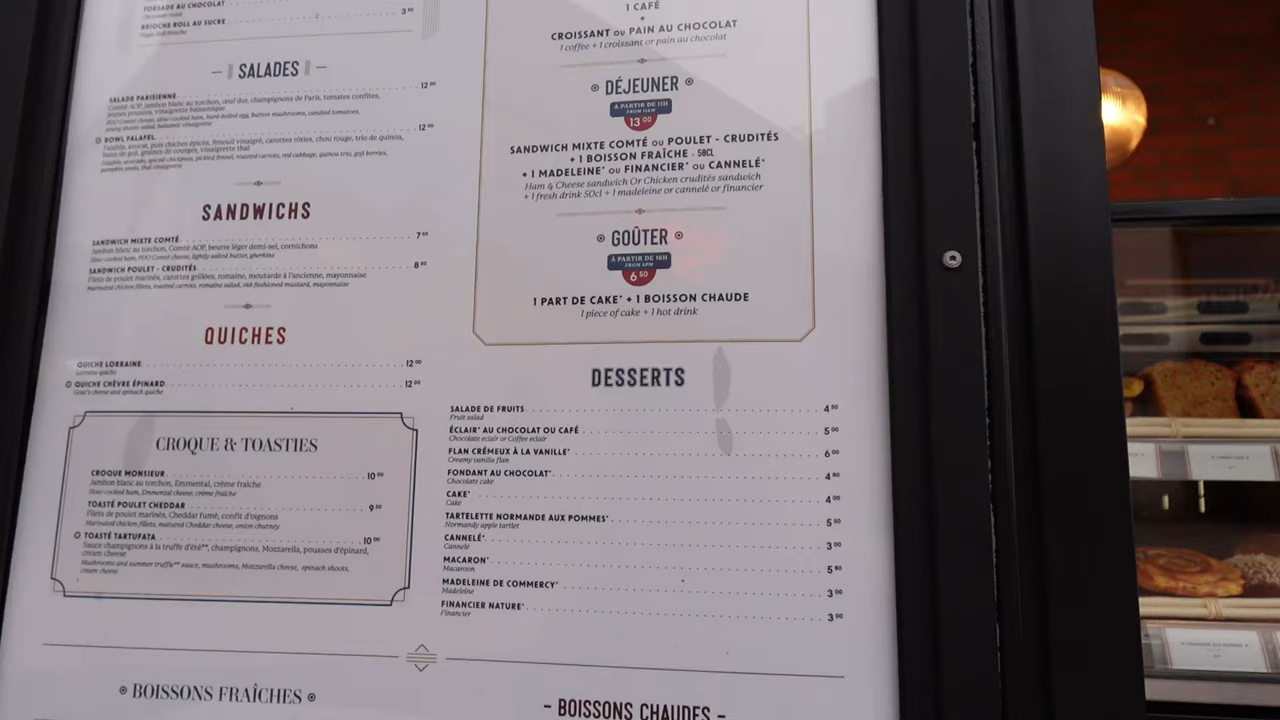 TORSADE AU CHOCOLAT
BRIOCHE ROLL AU SUCRE 3
SALADES
SALADE PARISIENNE 12 00
Comté AOP, jambon blanc au torchon, œuf dur, champignons de Paris, tomates confites,
jeunes pousses, vinaigrette balsamique
PDO Comté cheese, slow-cooked ham, hard-boiled egg, button mushrooms, candied tomatoes,
young shoots salad, balsamic vinaigrette
BOWL FALAFEL 12 00
Falafels, avocat, pois chiches épicés, fenouil vinaigré, carottes rôties, chou rouge, trio de quinoa,
baies de goji, graines de courges, vinaigrette thaï
Falafels, avocado, spiced chickpeas, pickled fennel, roasted carrots, red cabbage, quinoa trio, goji berries,
pumpkin seeds, thai vinaigrette
SANDWICHS
SANDWICH MIXTE COMTÉ 7
Jambon blanc au torchon, Comté AOP, beurre léger demi-sel, cornichons
Slow-cooked ham, PDO Comté cheese, lightly salted butter, gherkins
SANDWICH POULET - CRUDITÉS 8
Filets de poulet marinés, carottes grillées, romaine, moutarde à l'ancienne, mayonnaise
Marinated chicken fillets, roasted carrots, romaine salad, old-fashioned mustard, mayonnaise
QUICHES
QUICHE LORRAINE 12 00
Lorraine quiche
QUICHE CHÈVRE ÉPINARD 12 00
Goat's cheese and spinach quiche
CROQUE & TOASTIES
CROQUE MONSIEUR 10 00
Jambon blanc au torchon, Emmental, crème fraîche
Slow-cooked ham, Emmental cheese, crème fraîche
TOASTÉ POULET CHEDDAR 9 50
Filets de poulet marinés, Cheddar fumé, confit d'oignons
Marinated chicken fillets, matured Cheddar cheese, onion chutney
TOASTÉ TARTUFATA 10 00
Sauce champignons à la truffe d'été**, champignons, Mozzarella, pousses d'épinard,
cream cheese
Mushrooms and summer truffle** sauce, mushrooms, Mozzarella cheese, spinach shoots,
cream cheese
BOISSONS FRAÎCHES
1 CAFÉ
+
CROISSANT OU PAIN AU CHOCOLAT
1 coffee + 1 croissant or pain au chocolat
DÉJEUNER
À PARTIR DE 11H
FROM 11AM
13 00
SANDWICH MIXTE COMTÉ OU POULET - CRUDITÉS
+ 1 BOISSON FRAÎCHE - 50CL
+ 1 MADELEINE* OU FINANCIER* OU CANNELÉ*
Ham & Cheese sandwich Or Chicken crudités sandwich
+ 1 fresh drink 50cl + 1 madeleine or cannelé or financier
GOÛTER
À PARTIR DE 16H
FROM 4PM
6 50
1 PART DE CAKE* + 1 BOISSON CHAUDE
1 piece of cake + 1 hot drink
DESSERTS
SALADE DE FRUITS 4 50
Fruit salad
ÉCLAIR* AU CHOCOLAT OU CAFÉ 5 00
Chocolate eclair or Coffee eclair
FLAN CRÉMEUX À LA VANILLE* 6 00
Creamy vanilla flan
FONDANT AU CHOCOLAT* 4
Chocolate cake
CAKE* 4 00
Cake
TARTELETTE NORMANDE AUX POMMES* 5 50
Normandy apple tartlet
CANNELÉ* 3 00
Cannelé
MACARON* 5
Macaroon
MADELEINE DE COMMERCY* 3 00
Madeleine
FINANCIER NATURE* 3 00
Financier
- BOISSONS CHAUDES -